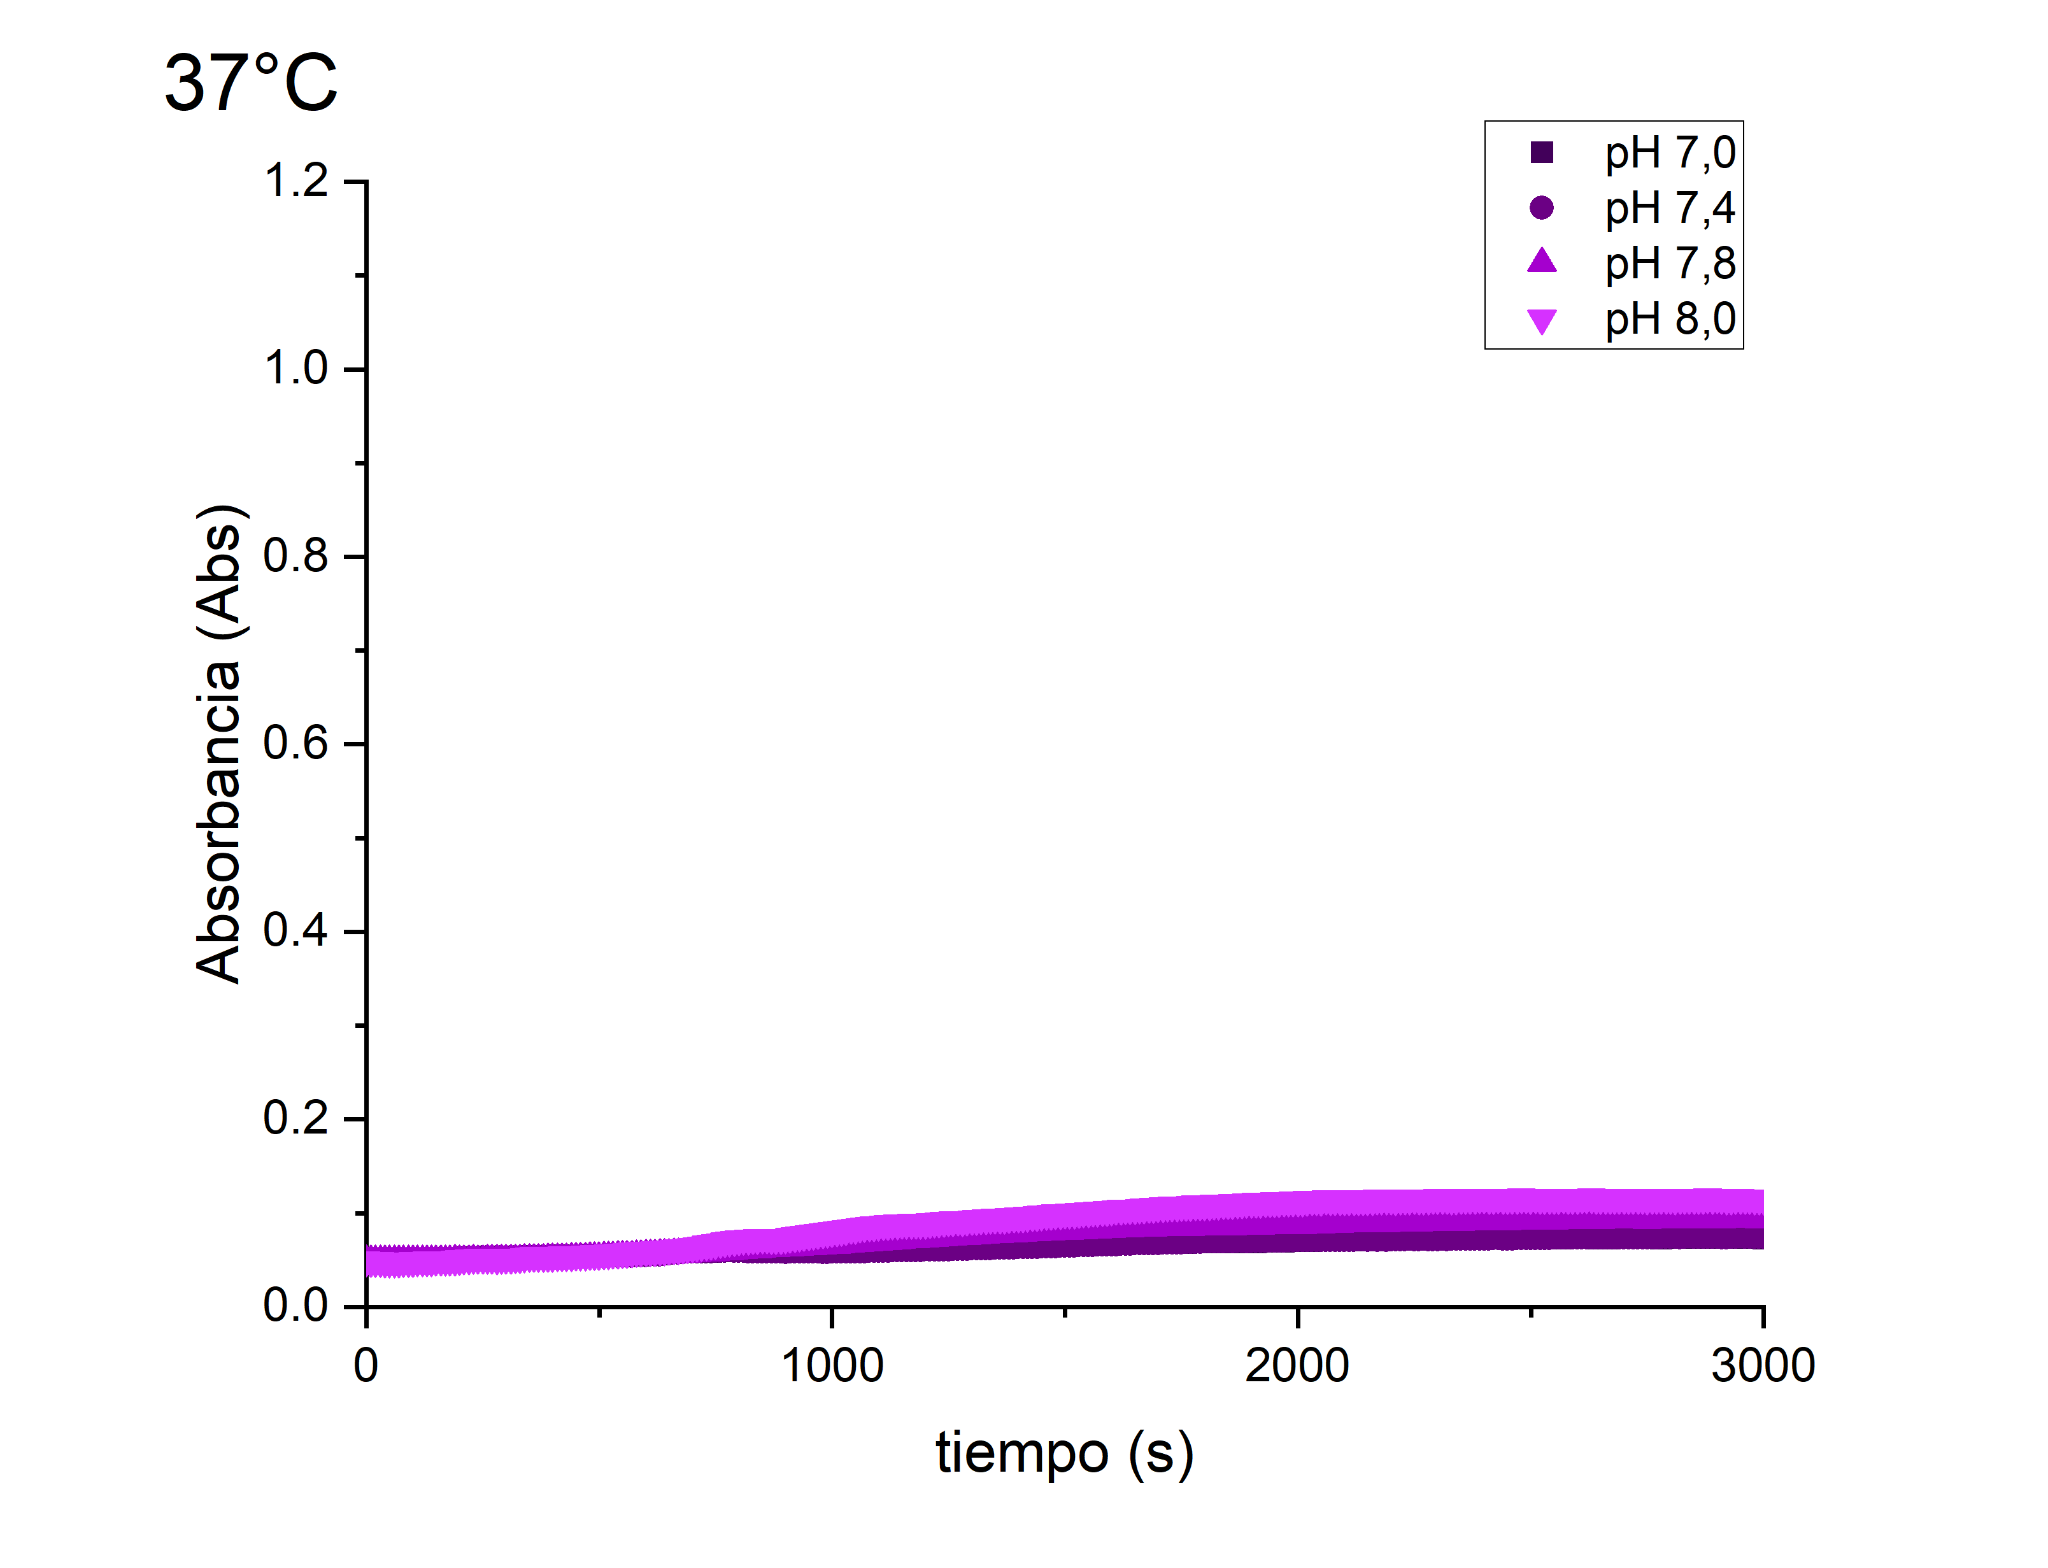 37°C
pH 7,0
pH 7,4
pH 7,8
pH 8,0
1.2
1.0
0.8
0.6
0.4
0.2
0.0
Absorbancia (Abs)
0 1000 2000 3000
tiempo (s)